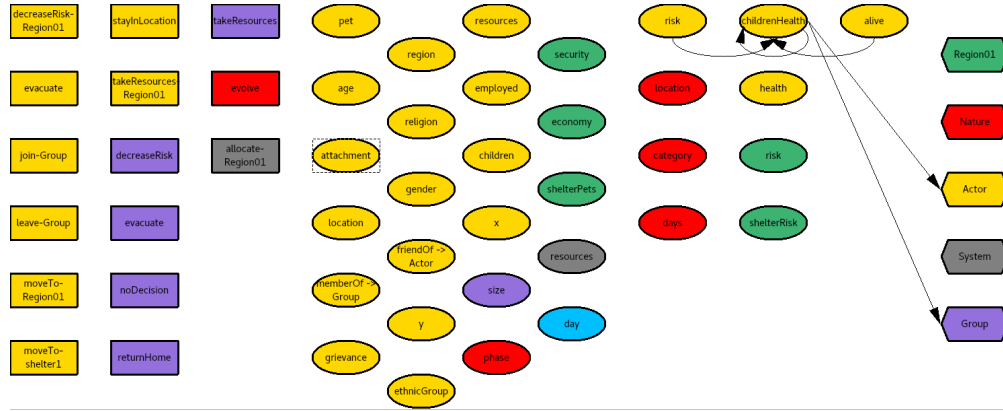 decreaseRisk-
Region01
stayInLocation
takeResources
pet
resources
risk
childrenHealth
alive
region
security
Region01
evacuate
takeResources-
Region01
evolve
age
employed
location
health
religion
economy
Nature
join-Group
decreaseRisk
allocate-
Region01
attachment
children
category
risk
gender
shelterPets
Actor
leave-Group
evacuate
location
x
days
shelterRisk
friendOf ->
Actor
resources
System
moveTo-
Region01
noDecision
memberOf ->
Group
size
y
day
Group
moveTo-
shelter1
returnHome
grievance
phase
ethnicGroup